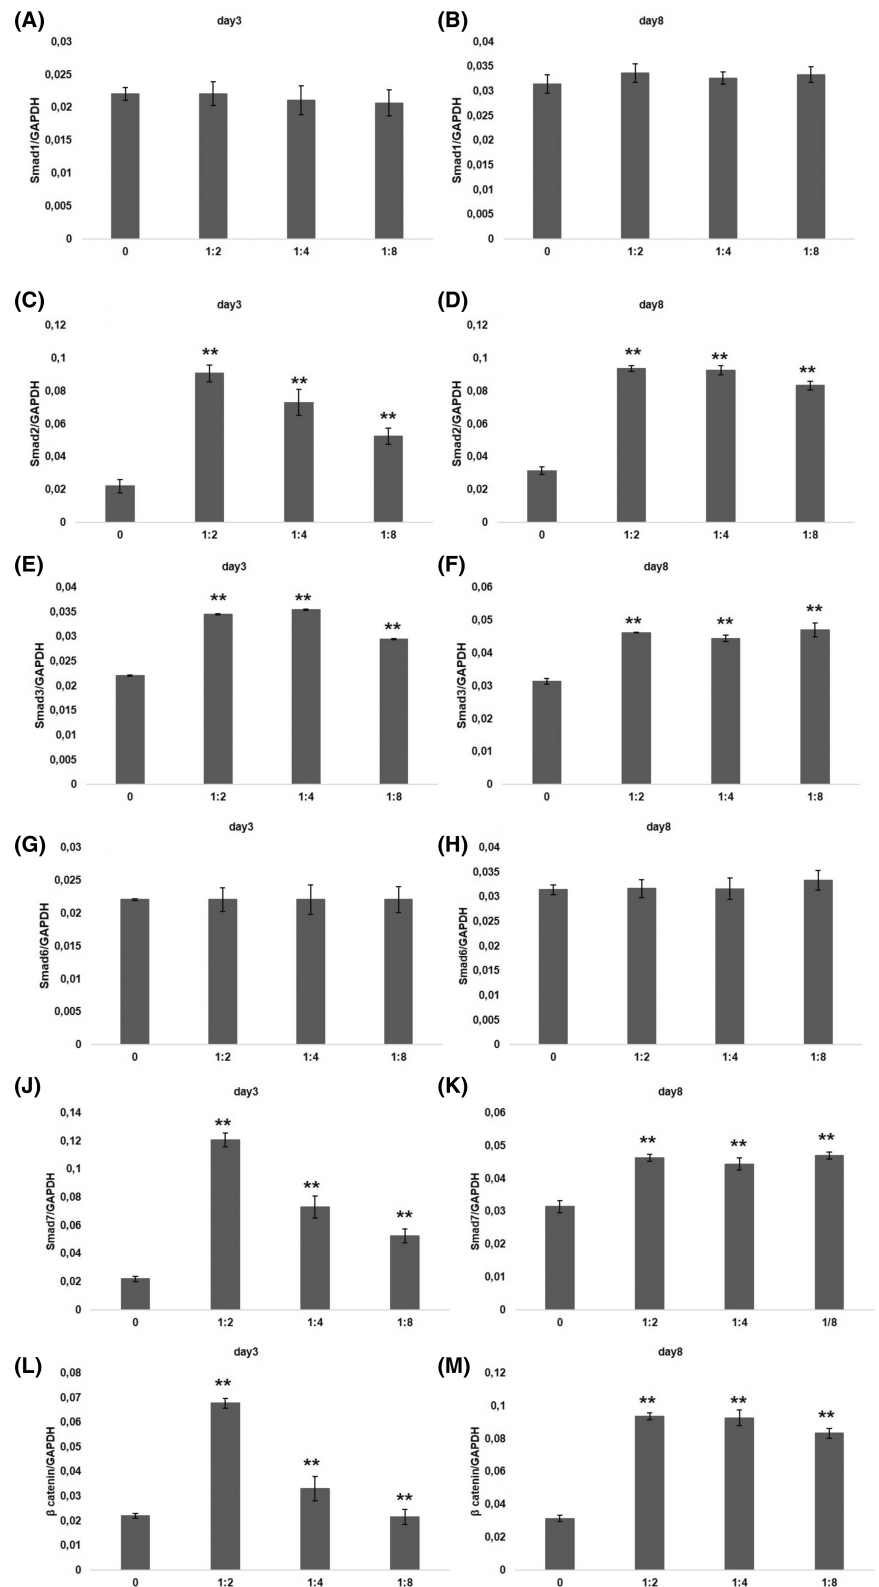 (A)
day3
Smad1/GAPDH
0,03
0,025
0,02
0,015
0,01
0,005
0
0 1:2 1:4 1:8
(B)
day8
Smad1/GAPDH
0,04
0,035
0,03
0,025
0,02
0,015
0,01
0,005
0
0 1:2 1:4 1:8
(C)
day3
Smad2/GAPDH
0,12
0,1
0,08
0,06
0,04
0,02
0
** ** **
0 1:2 1:4 1:8
(D)
day8
Smad2/GAPDH
0,12
0,1
0,08
0,06
0,04
0,02
0
** ** **
0 1:2 1:4 1:8
(E)
day3
Smad3/GAPDH
0,04
0,035
0,03
0,025
0,02
0,015
0,01
0,005
0
** ** **
0 1:2 1:4 1:8
(F)
day8
Smad3/GAPDH
0,06
0,05
0,04
0,03
0,02
0,01
0
** ** **
0 1:2 1:4 1:8
(G)
day3
Smad6/GAPDH
0,03
0,025
0,02
0,015
0,01
0,005
0
0 1:2 1:4 1:8
(H)
day8
Smad6/GAPDH
0,04
0,035
0,03
0,025
0,02
0,015
0,01
0,005
0
0 1:2 1:4 1:8
(J)
day3
Smad7/GAPDH
0,14
0,12
0,1
0,08
0,06
0,04
0,02
0
** ** **
0 1:2 1:4 1:8
(K)
day8
Smad7/GAPDH
0,06
0,05
0,04
0,03
0,02
0,01
0
** ** **
0 1:2 1:4 1/8
(L)
day3
β catenin/GAPDH
0,08
0,07
0,06
0,05
0,04
0,03
0,02
0,01
0
** ** **
0 1:2 1:4 1:8
(M)
day8
β catenin/GAPDH
0,12
0,1
0,08
0,06
0,04
0,02
0
** ** **
0 1:2 1:4 1:8